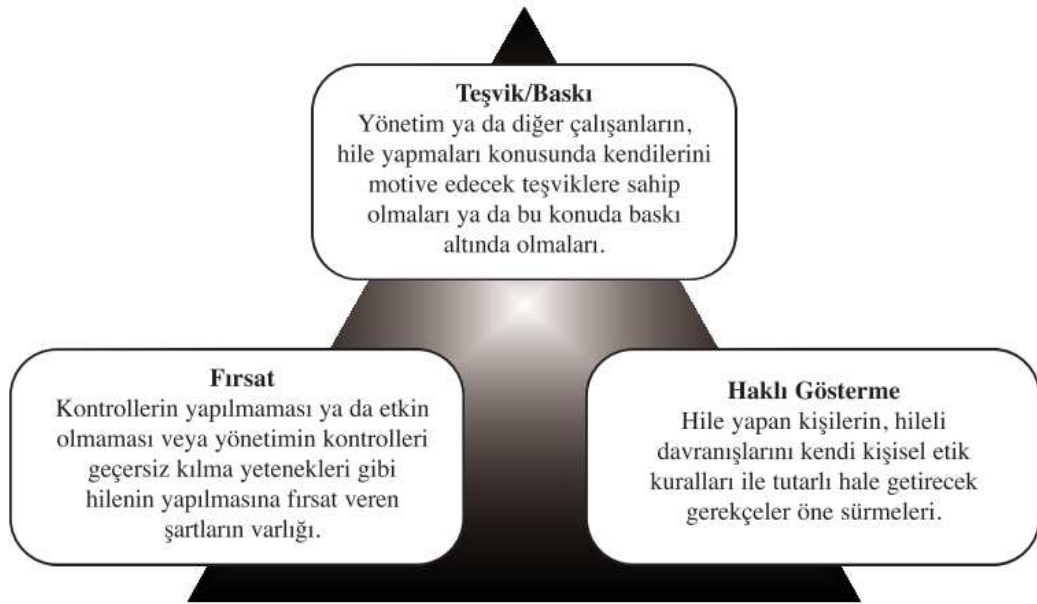 Teşvik/Baskı
Yönetim ya da diğer çalışanların,
hile yapmaları konusunda kendilerini
motive edecek teşviklere sahip
olmaları ya da bu konuda baskı
altında olmaları.
Fırsat
Kontrollerin yapılmaması ya da etkin
olmaması veya yönetimin kontrolleri
geçersiz kılma yetenekleri gibi
hilenin yapılmasına fırsat veren
şartların varlığı.
Haklı Gösterme
Hile yapan kişilerin, hileli
davranışlarını kendi kişisel etik
kuralları ile tutarlı hale getirecek
gerekçeler öne sürmeleri.